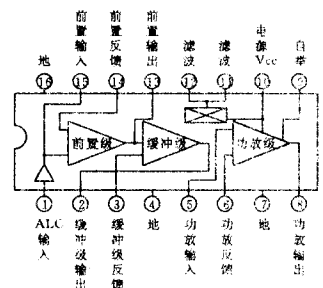 地
前置输入
前置反馈
前置输出
滤波
滤波
电源Vcc
自举
16 15 14 13 12 11 10 9
前置级
缓冲级
功放级
1 2 3 4 5 6 7 8
ALC输入
缓冲级输出
缓冲级反馈
地
功放输入
功放反馈
地
功放输出